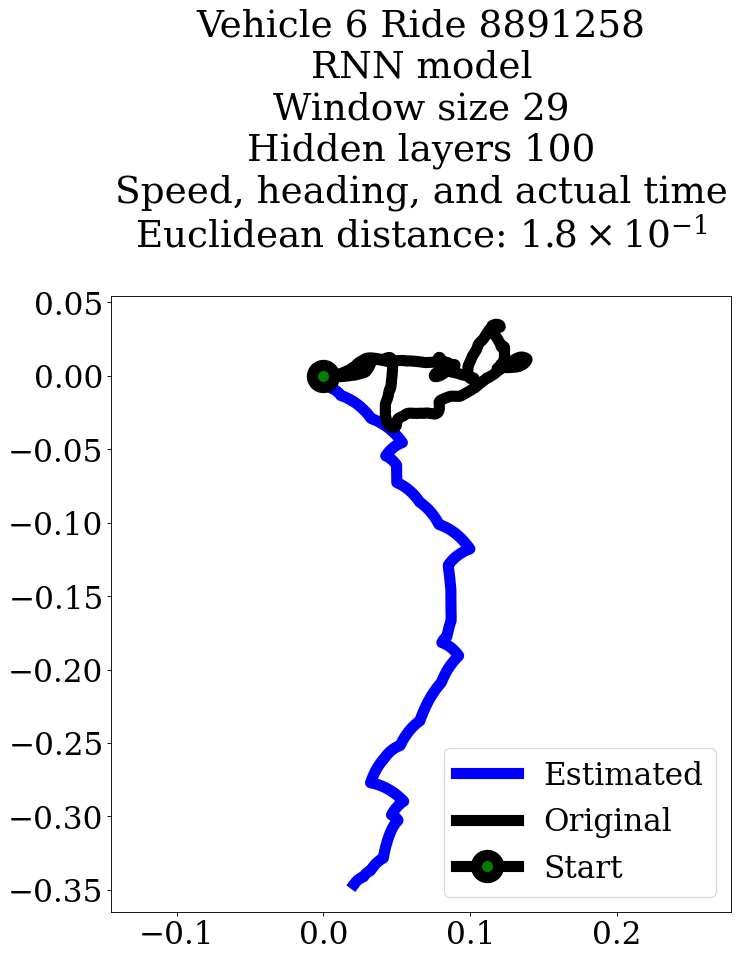 Vehicle 6 Ride 8891258
RNN model
Window size 29
Hidden layers 100
Speed, heading, and actual time
Euclidean distance: 1.8 × 10⁻¹
0.05
0.00
−0.05
−0.10
−0.15
−0.20
−0.25
−0.30
−0.35
Estimated
Original
Start
−0.1
0.0
0.1
0.2